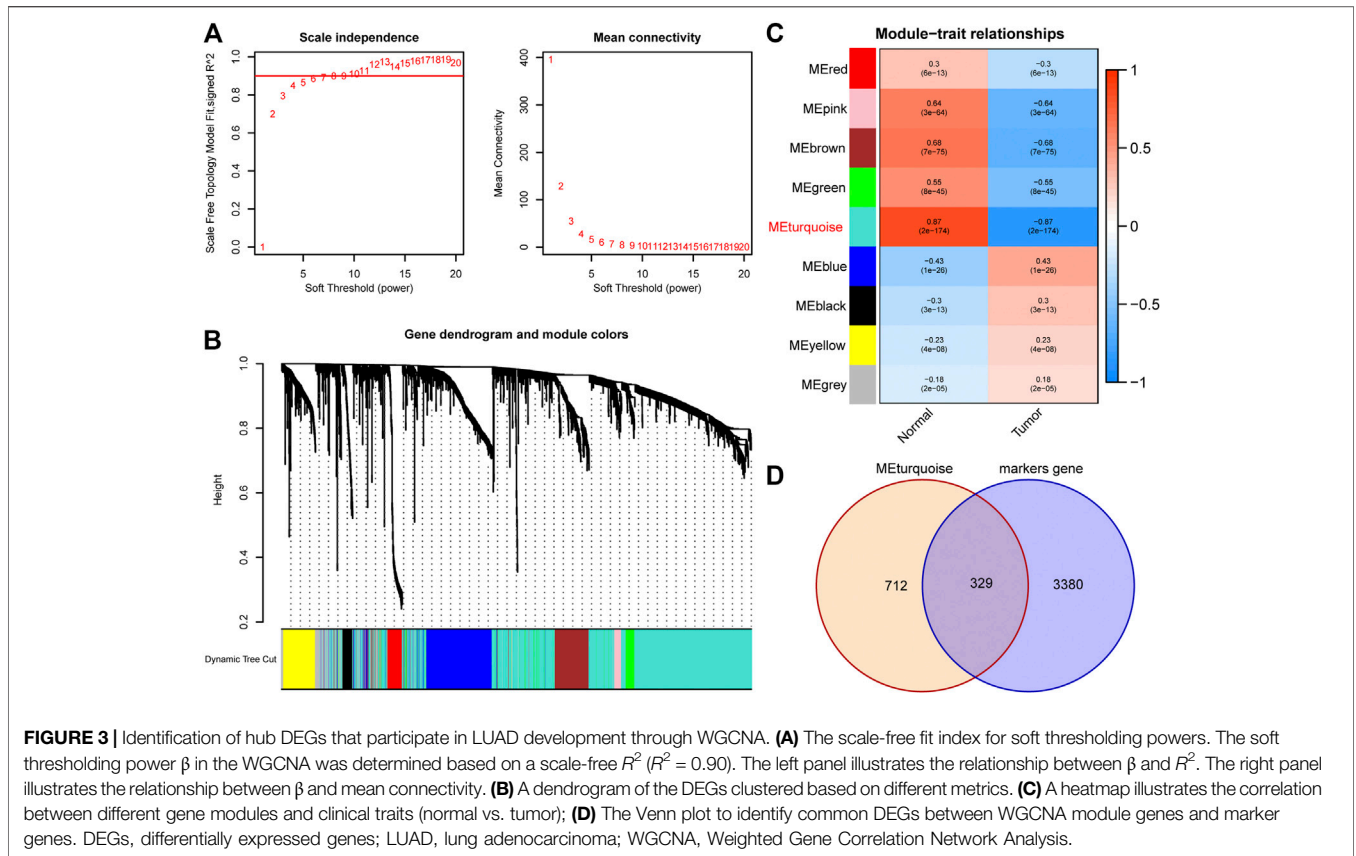 A
Scale independence
Scale Free Topology Model Fit,signed R^2
1.0
0.8
0.6
0.4
0.2
0.0
1 2 3 4 5 6 7 8 9 10 11 12 13 14 15 16 17 18 19 20
5 10 15 20
Soft Threshold (power)
Mean connectivity
Mean Connectivity
400
300
200
100
0
1 2 3 4 5 6 7 8 9 10 11 12 13 14 15 16 17 18 19 20
5 10 15 20
Soft Threshold (power)
B
Gene dendrogram and module colors
Height
1.0
0.8
0.6
0.4
0.2
Dynamic Tree Cut
C
Module−trait relationships
MEred
0.3 −0.3
(6e−13) (6e−13)
MEpink
0.64 −0.64
(3e−64) (3e−64)
MEbrown
0.68 −0.68
(7e−75) (7e−75)
MEgreen
0.55 −0.55
(8e−45) (8e−45)
MEturquoise
0.87 −0.87
(2e−174) (2e−174)
MEblue
−0.43 0.43
(1e−26) (1e−26)
MEblack
−0.3 0.3
(3e−13) (3e−13)
MEyellow
−0.23 0.23
(4e−08) (4e−08)
MEgrey
−0.18 0.18
(2e−05) (2e−05)
Normal Tumor
1
0.5
0
−0.5
−1
D
MEturquoise markers gene
712 329 3380
FIGURE 3 | Identification of hub DEGs that participate in LUAD development through WGCNA. (A) The scale-free fit index for soft thresholding powers. The soft
thresholding power β in the WGCNA was determined based on a scale-free R² (R² = 0.90). The left panel illustrates the relationship between β and R². The right panel
illustrates the relationship between β and mean connectivity. (B) A dendrogram of the DEGs clustered based on different metrics. (C) A heatmap illustrates the correlation
between different gene modules and clinical traits (normal vs. tumor); (D) The Venn plot to identify common DEGs between WGCNA module genes and marker
genes. DEGs, differentially expressed genes; LUAD, lung adenocarcinoma; WGCNA, Weighted Gene Correlation Network Analysis.